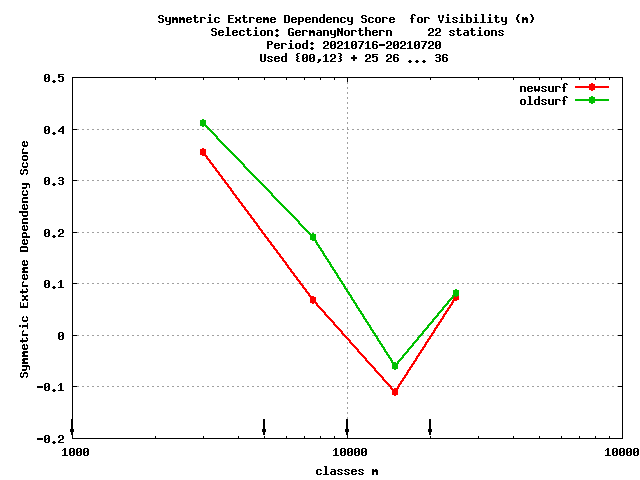 Symmetric Extreme Dependency Score  for Visibility (m)
Selection: GermanyNorthern     22 stations
Period: 20210716-20210720
Used {00,12} + 25 26 ... 36
newsurf
oldsurf
Symmetric Extreme Dependency Score
0.5
0.4
0.3
0.2
0.1
0
-0.1
-0.2
1000
10000
10000
classes m